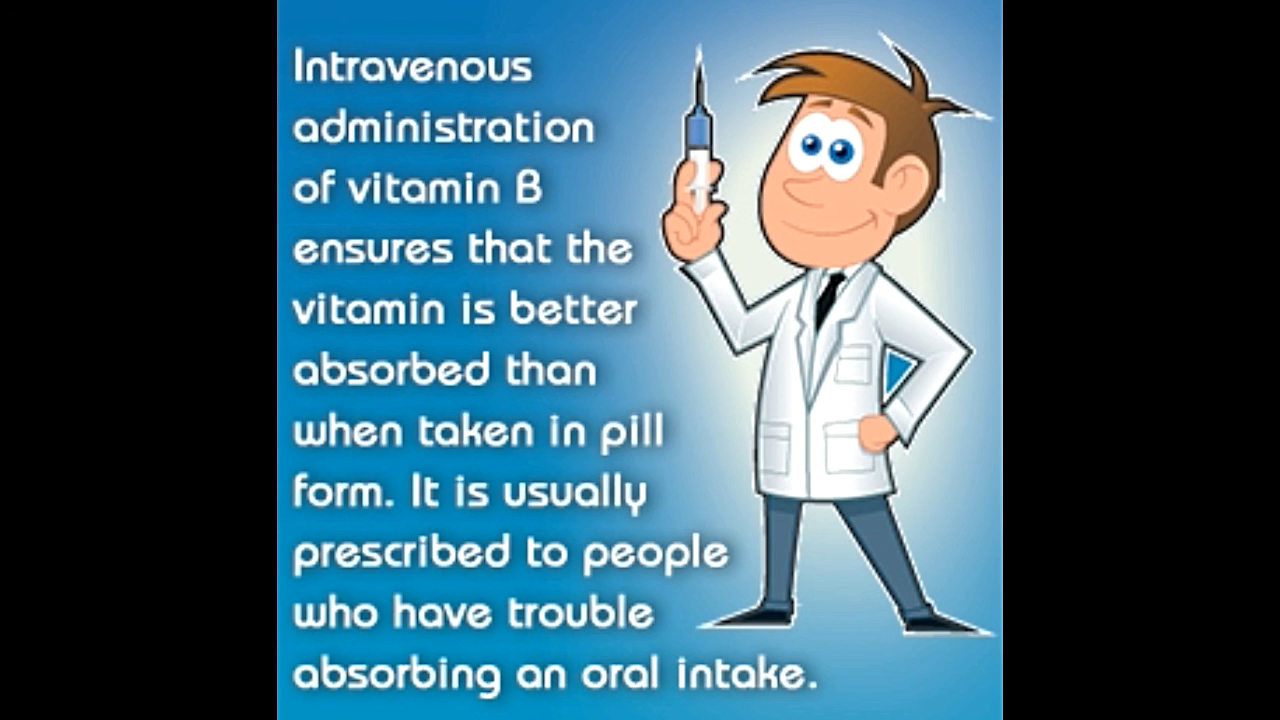 Intravenous
administration
of vitamin B
ensures that the
vitamin is better
absorbed than
when taken in pill
form. It is usually
prescribed to people
who have trouble
absorbing an oral intake.